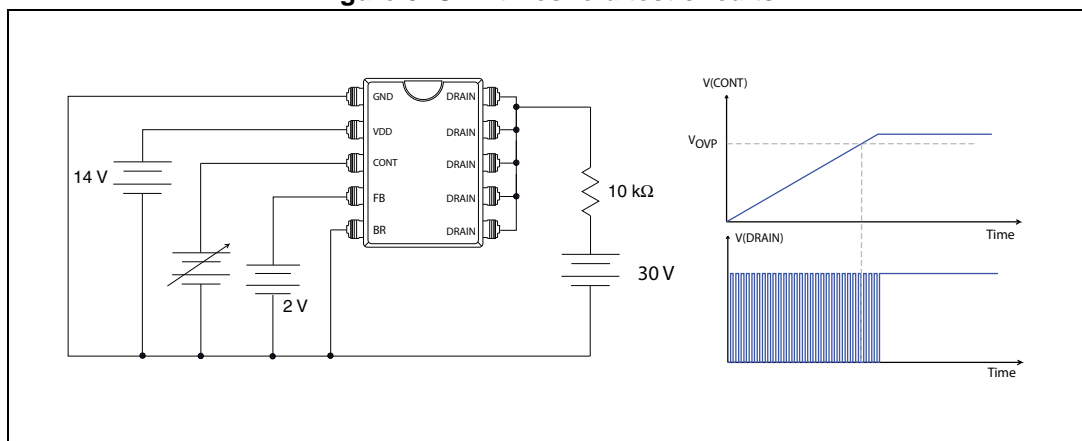 GND DRAIN
VDD DRAIN
CONT DRAIN
FB DRAIN
BR DRAIN
14 V
2 V
10 kΩ
30 V
V(CONT)
VOVP
Time
V(DRAIN)
Time